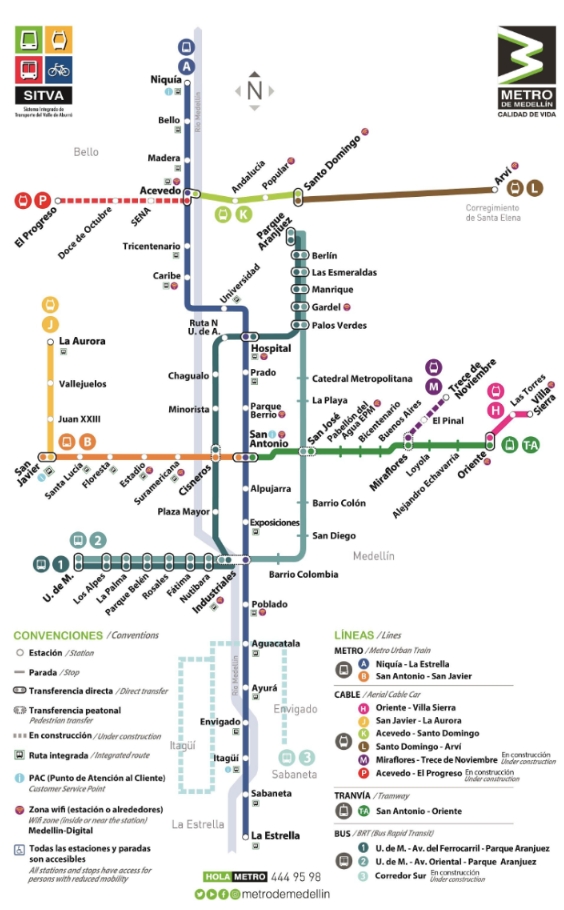 SITVA
Sistema Integrado de
Transporte del Valle de Aburrá
METRO
DE MEDELLÍN
CALIDAD DE VIDA
A
N
Río Medellín
Niquía
Bello
Bello
Madera
Acevedo
Andalucía
Popular
Santo Domingo
Arví
L
Corregimiento
de Santa Elena
P
El Progreso
Doce de Octubre
SENA
K
Parque
Aranjuez
Tricentenario
Berlín
Las Esmeraldas
Caribe
Manrique
Universidad
Gardel
Palos Verdes
J
Ruta N
U. de A.
La Aurora
Hospital
M
Trece de
Noviembre
Chagualo
Prado
Catedral Metropolitana
Vallejuelos
H
Las Torres
Villa
Sierra
Minorista
Parque
Berrío
La Playa
Pabellón del
Agua EPM
Bicentenario
Buenos Aires
El Pinal
Juan XXIII
B
San
Antonio
San José
T-A
San
Javier
Santa Lucía
Floresta
Estadio
Suramericana
Cisneros
Miraflores
Loyola
Alejandro Echavarría
Oriente
Alpujarra
Plaza Mayor
Exposiciones
Barrio Colón
San Diego
2
1
Medellín
U. de M.
Los Alpes
La Palma
Parque Belén
Rosales
Fátima
Nutibara
Industriales
Barrio Colombia
Poblado
Aguacatala
Río Medellín
Ayurá
Envigado
Envigado
Itagüí
Itagüí
3
Sabaneta
Sabaneta
La Estrella
La Estrella
CONVENCIONES / Conventions
Estación / Station
Parada / Stop
Transferencia directa / Direct transfer
Transferencia peatonal
Pedestrian transfer
En construcción / Under construction
Ruta integrada / Integrated route
PAC (Punto de Atención al Cliente)
Customer Service Point
Zona wifi (estación o alrededores)
Wifi zone (inside or near the station)
Medellín-Digital
Todas las estaciones y paradas
son accesibles
All stations and stops have access for
persons with reduced mobility
LÍNEAS / Lines
METRO / Metro Urban Train
A Niquía - La Estrella
B San Antonio - San Javier
CABLE / Aerial Cable Car
H Oriente - Villa Sierra
J San Javier - La Aurora
K Acevedo - Santo Domingo
L Santo Domingo - Arví
M Miraflores - Trece de Noviembre En construcción
Under construction
P Acevedo - El Progreso En construcción
Under construction
TRANVÍA / Tramway
T-A San Antonio - Oriente
BUS / BRT (Bus Rapid Transit)
1 U. de M. - Av. del Ferrocarril - Parque Aranjuez
2 U. de M. - Av. Oriental - Parque Aranjuez
3 Corredor Sur En construcción
Under construction
HOLA METRO 444 95 98
metrodemedellin